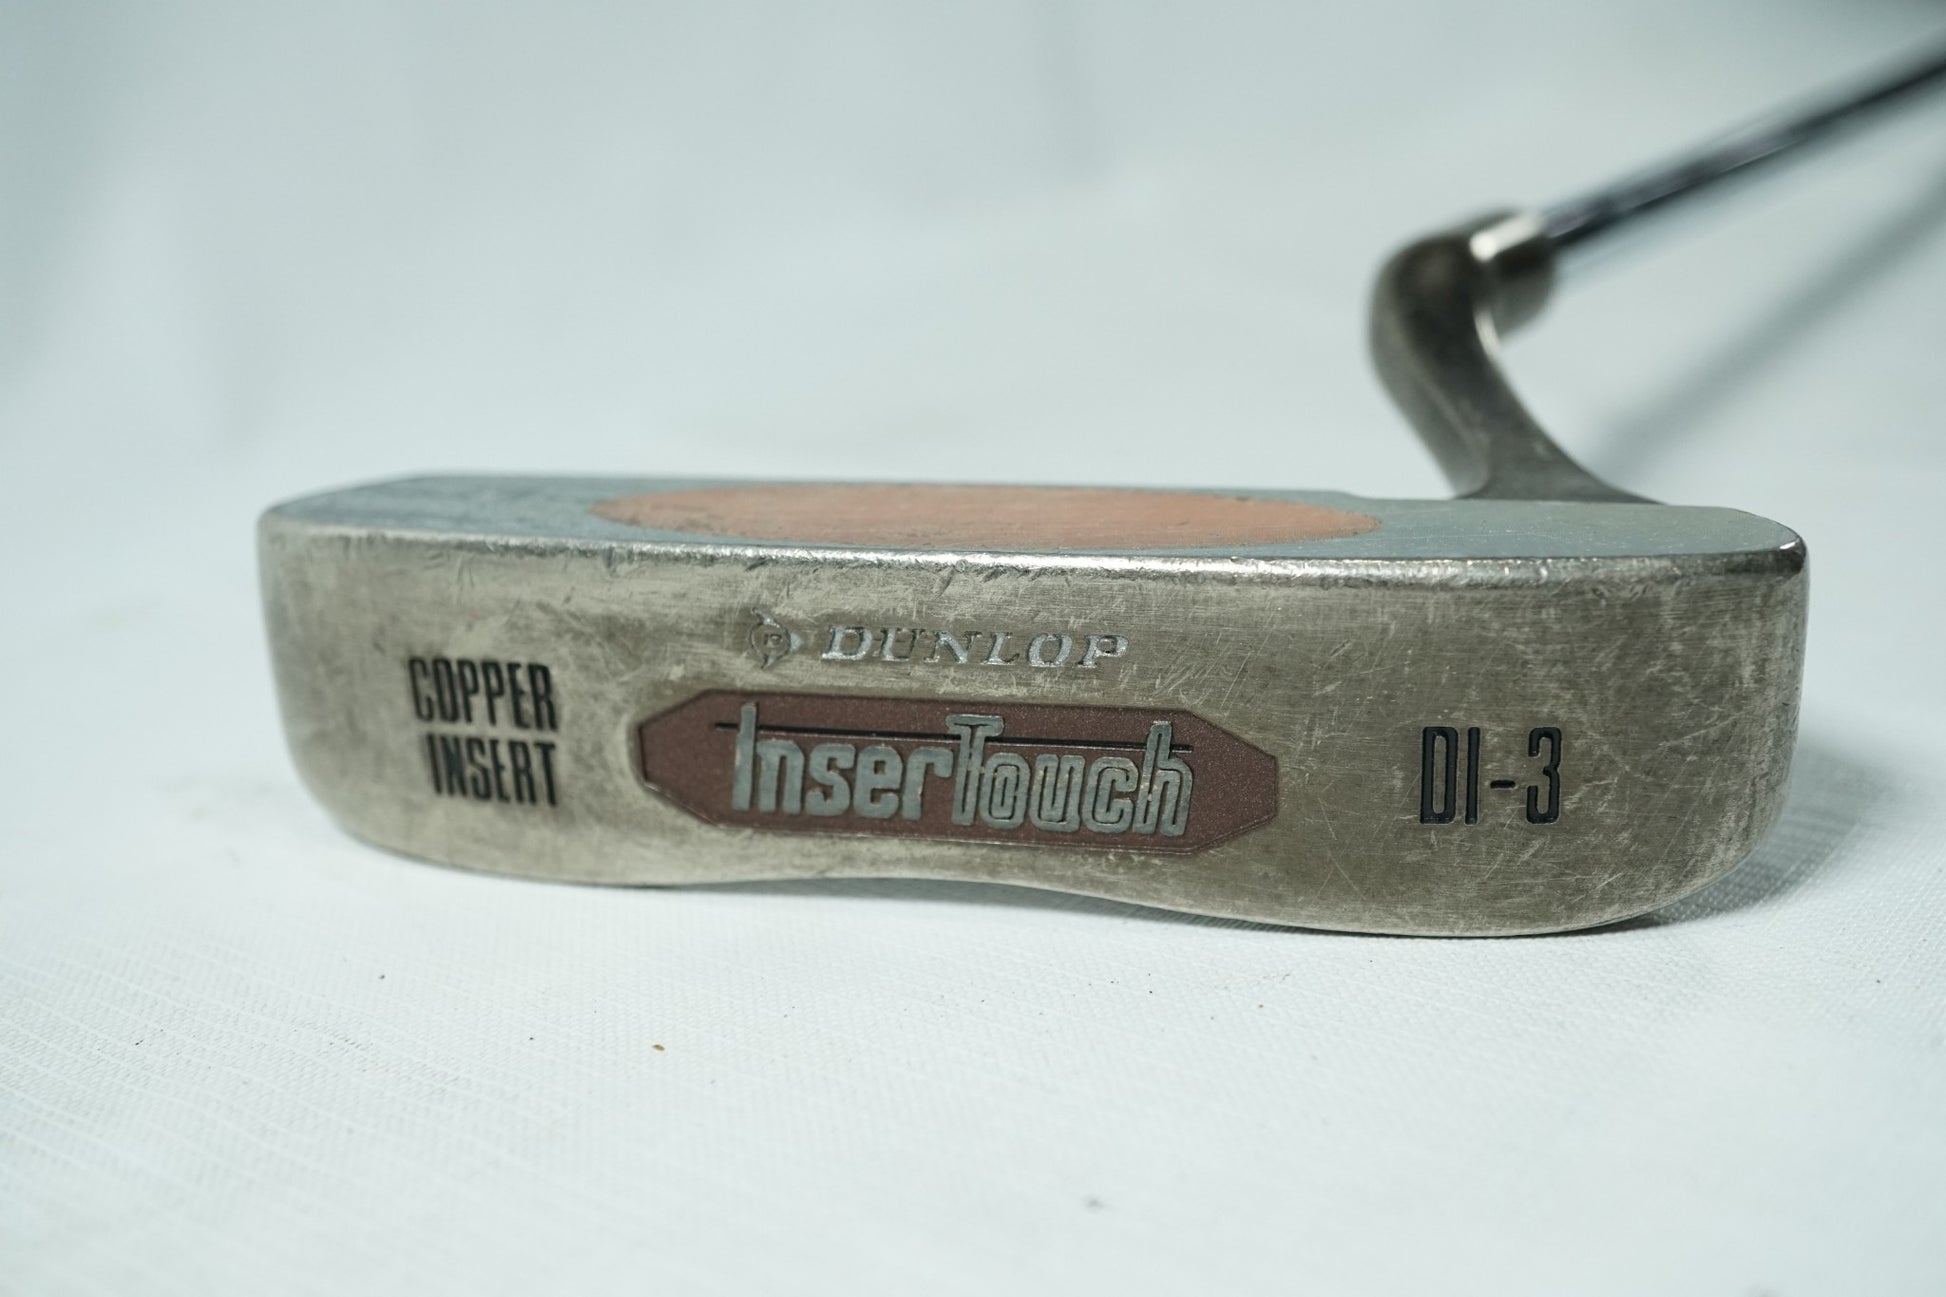 DUNLOP
COPPER
INSERT
InserTouch
DI-3